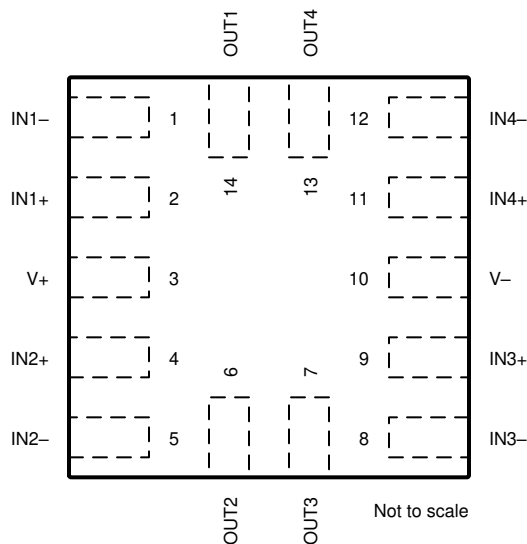 OUT1
OUT4
IN1–
1
12
IN4–
14
13
IN1+
2
11
IN4+
V+
3
10
V–
IN2+
4
6
7
9
IN3+
IN2–
5
8
IN3–
OUT2
OUT3
Not to scale